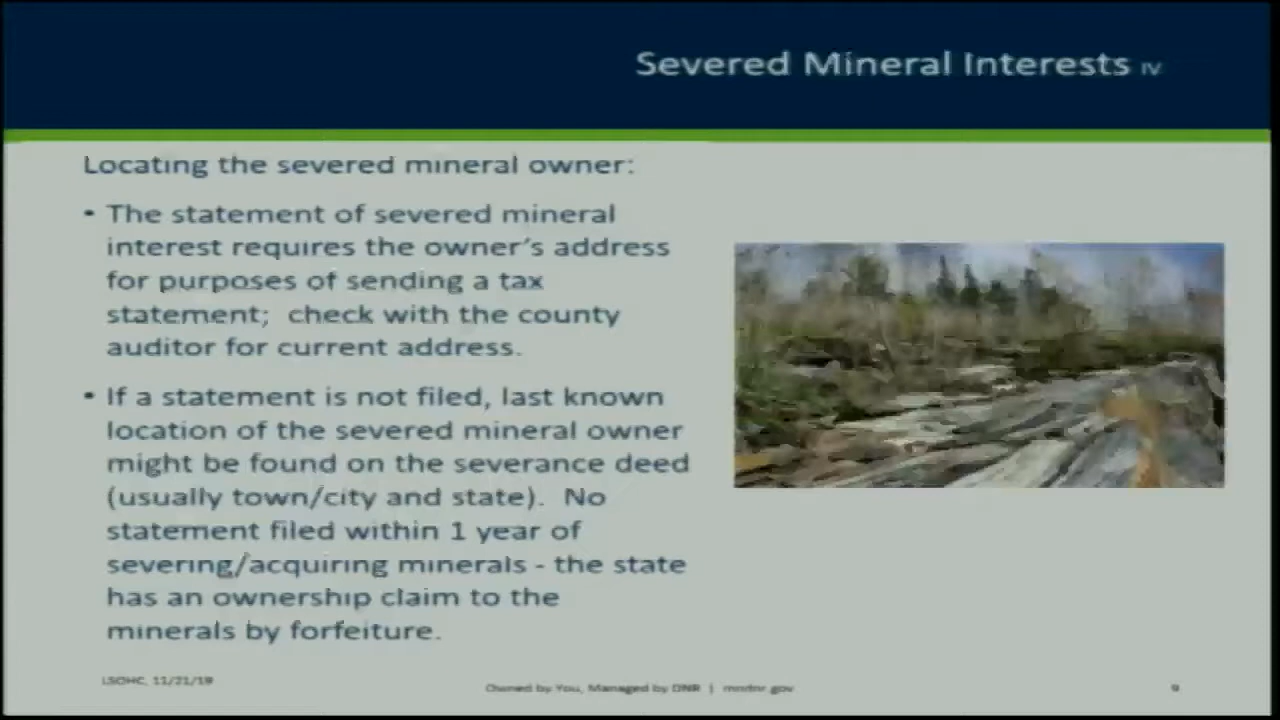 Severed Mineral Interests IV
Locating the severed mineral owner:
• The statement of severed mineral
interest requires the owner's address
for purposes of sending a tax
statement; check with the county
auditor for current address.
• If a statement is not filed, last known
location of the severed mineral owner
might be found on the severance deed
(usually town/city and state). No
statement filed within 1 year of
severing/acquiring minerals - the state
has an ownership claim to the
minerals by forfeiture.
LSOHC, 11/21/19
Owned by You, Managed by DNR | mndnr.gov
9